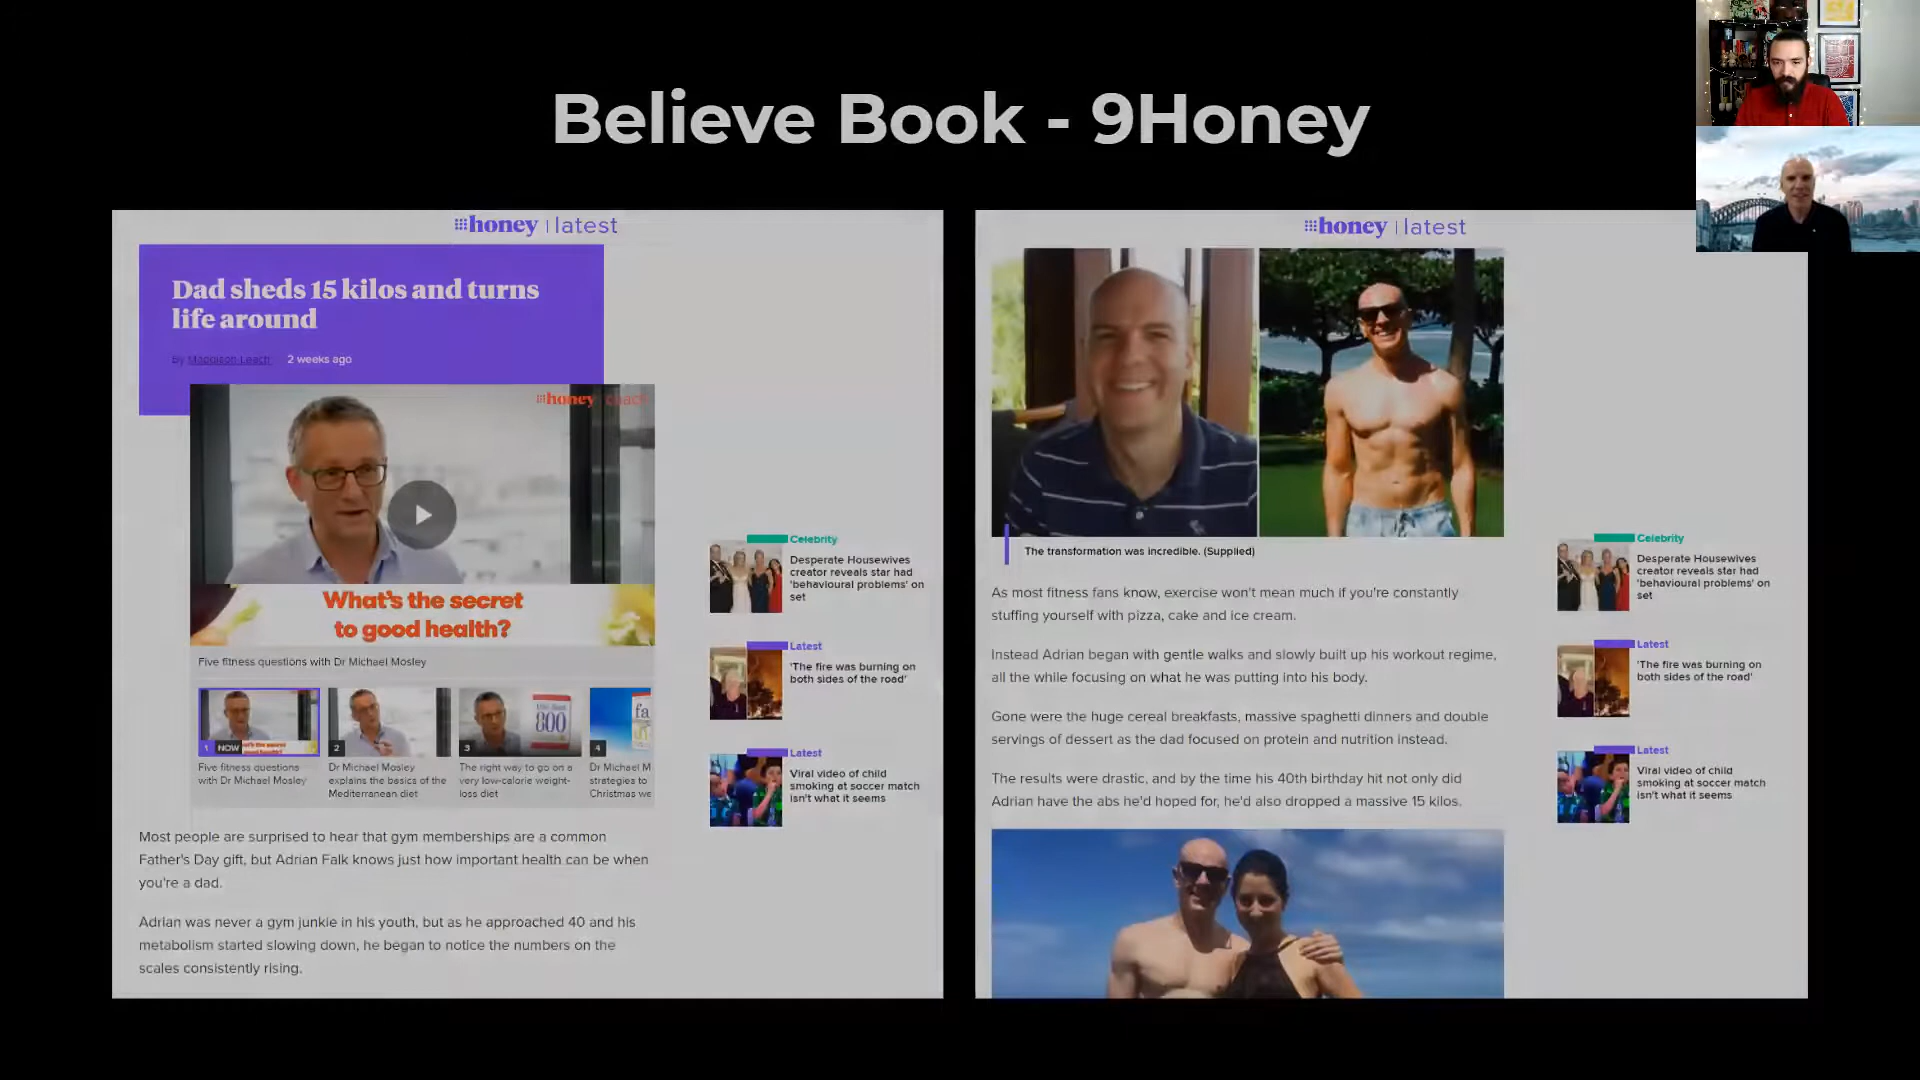 Believe Book - 9Honey
honey | latest
Dad sheds 15 kilos and turns
life around
by Maddison Leach 2 weeks ago
honey coach
What's the secret
to good health?
Five fitness questions with Dr Michael Mosley
1 NOW
2
3
4
Five fitness questions
with Dr Michael Mosley
Dr Michael Mosley
explains the basics of the
Mediterranean diet
The right way to go on a
very low-calorie weight-
loss diet
Dr Michael M
strategies to
Christmas we
Most people are surprised to hear that gym memberships are a common
Father's Day gift, but Adrian Falk knows just how important health can be when
you're a dad.
Adrian was never a gym junkie in his youth, but as he approached 40 and his
metabolism started slowing down, he began to notice the numbers on the
scales consistently rising.
Celebrity
Desperate Housewives
creator reveals star had
'behavioural problems' on
set
Latest
'The fire was burning on
both sides of the road'
Latest
Viral video of child
smoking at soccer match
isn't what it seems
honey | latest
The transformation was incredible. (Supplied)
As most fitness fans know, exercise won't mean much if you're constantly
stuffing yourself with pizza, cake and ice cream.
Instead Adrian began with gentle walks and slowly built up his workout regime,
all the while focusing on what he was putting into his body.
Gone were the huge cereal breakfasts, massive spaghetti dinners and double
servings of dessert as the dad focused on protein and nutrition instead.
The results were drastic, and by the time his 40th birthday hit not only did
Adrian have the abs he'd hoped for, he'd also dropped a massive 15 kilos.
Celebrity
Desperate Housewives
creator reveals star had
'behavioural problems' on
set
Latest
'The fire was burning on
both sides of the road'
Latest
Viral video of child
smoking at soccer match
isn't what it seems